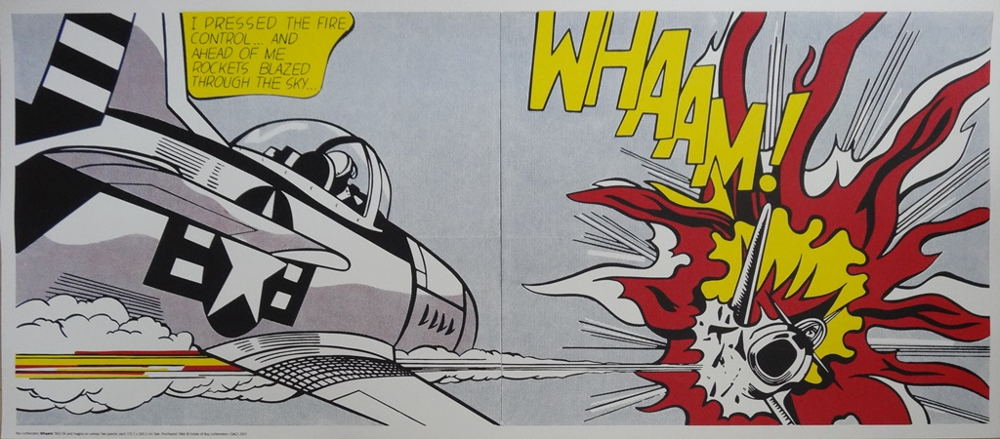 I PRESSED THE FIRE
CONTROL... AND
AHEAD OF ME
ROCKETS BLAZED
THROUGH THE SKY...
WHAAM!